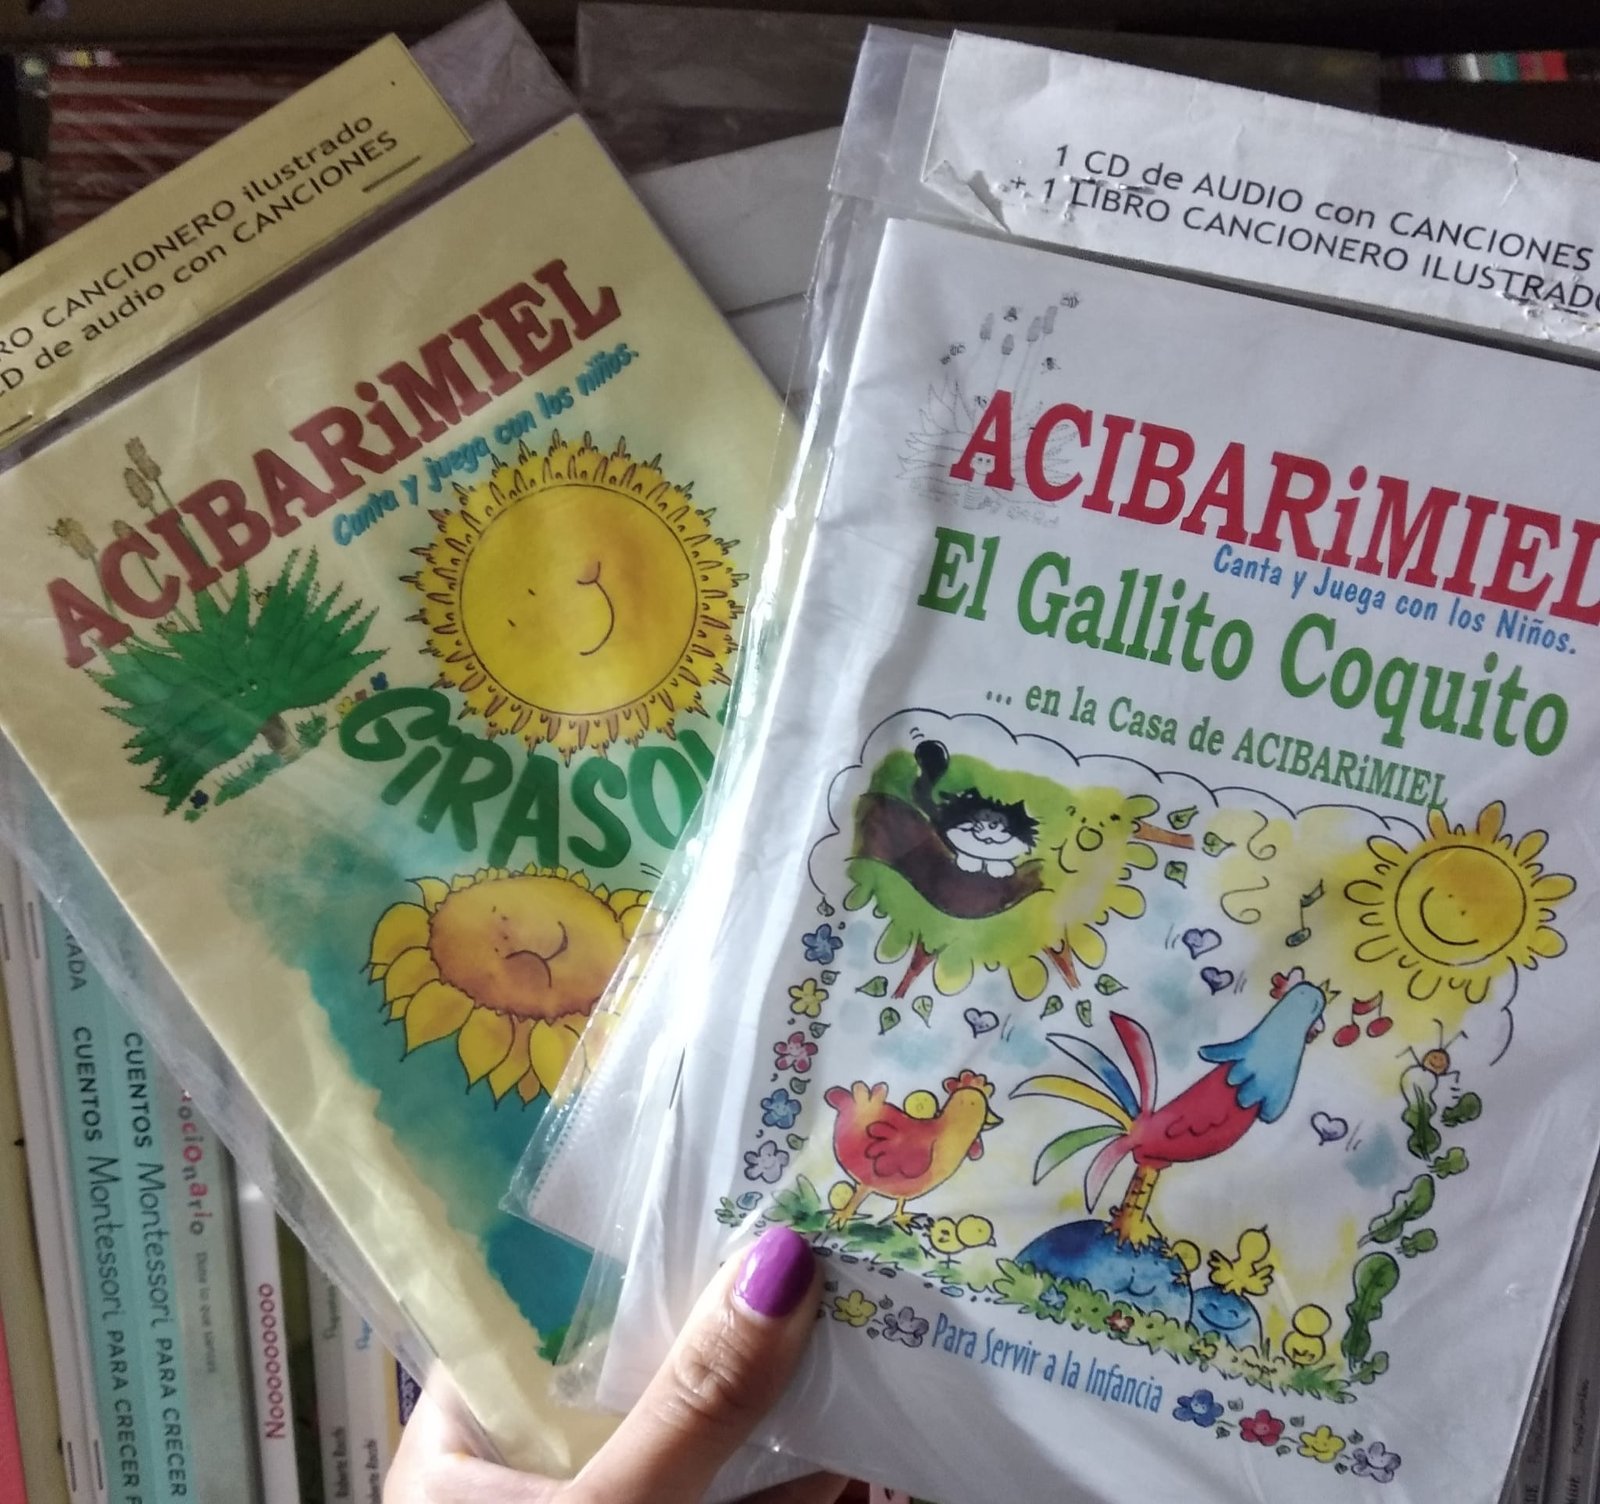 CANCIONERO ilustrado
de audio con CANCIONES
ACIBARiMIEL
Canta y juega con los niños.
1 CD de AUDIO con CANCIONES
+ 1 LIBRO CANCIONERO ILUSTRADO
ACIBARiMIEL
Canta y Juega con los Niños.
El Gallito Coquito
... en la Casa de ACIBARiMIEL
Para Servir a la Infancia
CUENTOS Montessori PARA CRECER
CUENTOS Montessori PARA CRECER
Nooooooooo